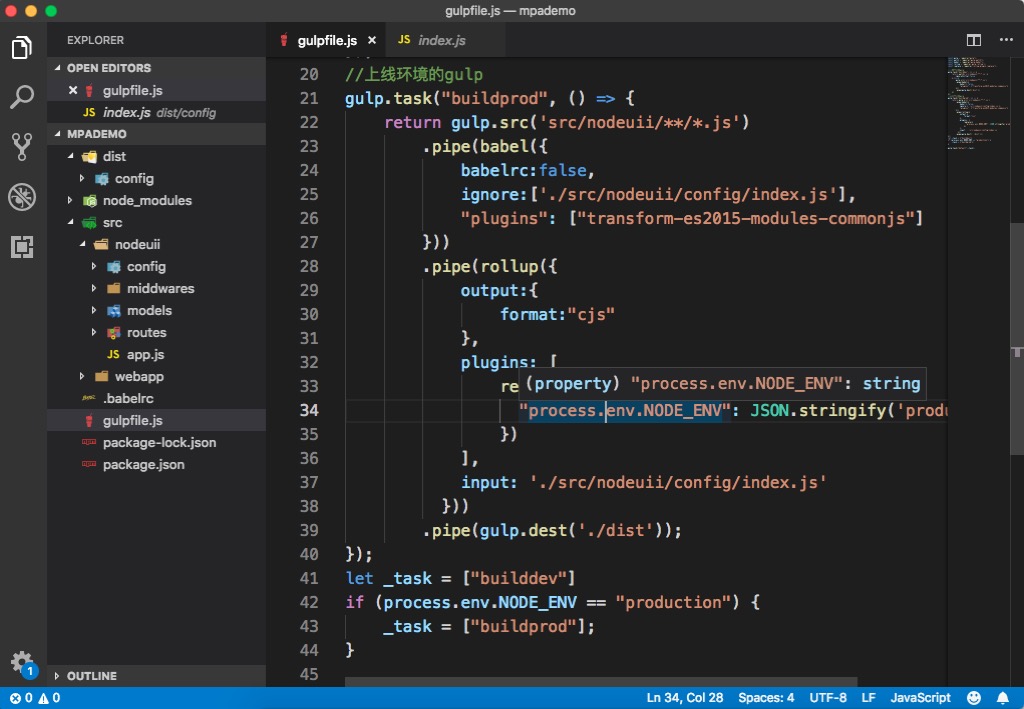 gulpfile.js — mpademo
EXPLORER
OPEN EDITORS
gulpfile.js
JS index.js dist/config
MPADEMO
dist
config
node_modules
src
nodeuii
config
middwares
models
routes
JS app.js
webapp
.babelrc
gulpfile.js
package-lock.json
package.json
OUTLINE
1
gulpfile.js ×
JS index.js
20 //上线环境的gulp
21 gulp.task("buildprod", () => {
22 return gulp.src('src/nodeuii/**/*.js')
23 .pipe(babel({
24 babelrc:false,
25 ignore:['./src/nodeuii/config/index.js'],
26 "plugins": ["transform-es2015-modules-commonjs"]
27 }))
28 .pipe(rollup({
29 output:{
30 format:"cjs"
31 },
32 plugins: [
33 re
(property) "process.env.NODE_ENV": string
34 "process.env.NODE_ENV": JSON.stringify('produ
35 })
36 ],
37 input: './src/nodeuii/config/index.js'
38 }))
39 .pipe(gulp.dest('./dist'));
40 });
41 let _task = ["builddev"]
42 if (process.env.NODE_ENV == "production") {
43 _task = ["buildprod"];
44 }
45
0 0 Ln 34, Col 28 Spaces: 4 UTF-8 LF JavaScript